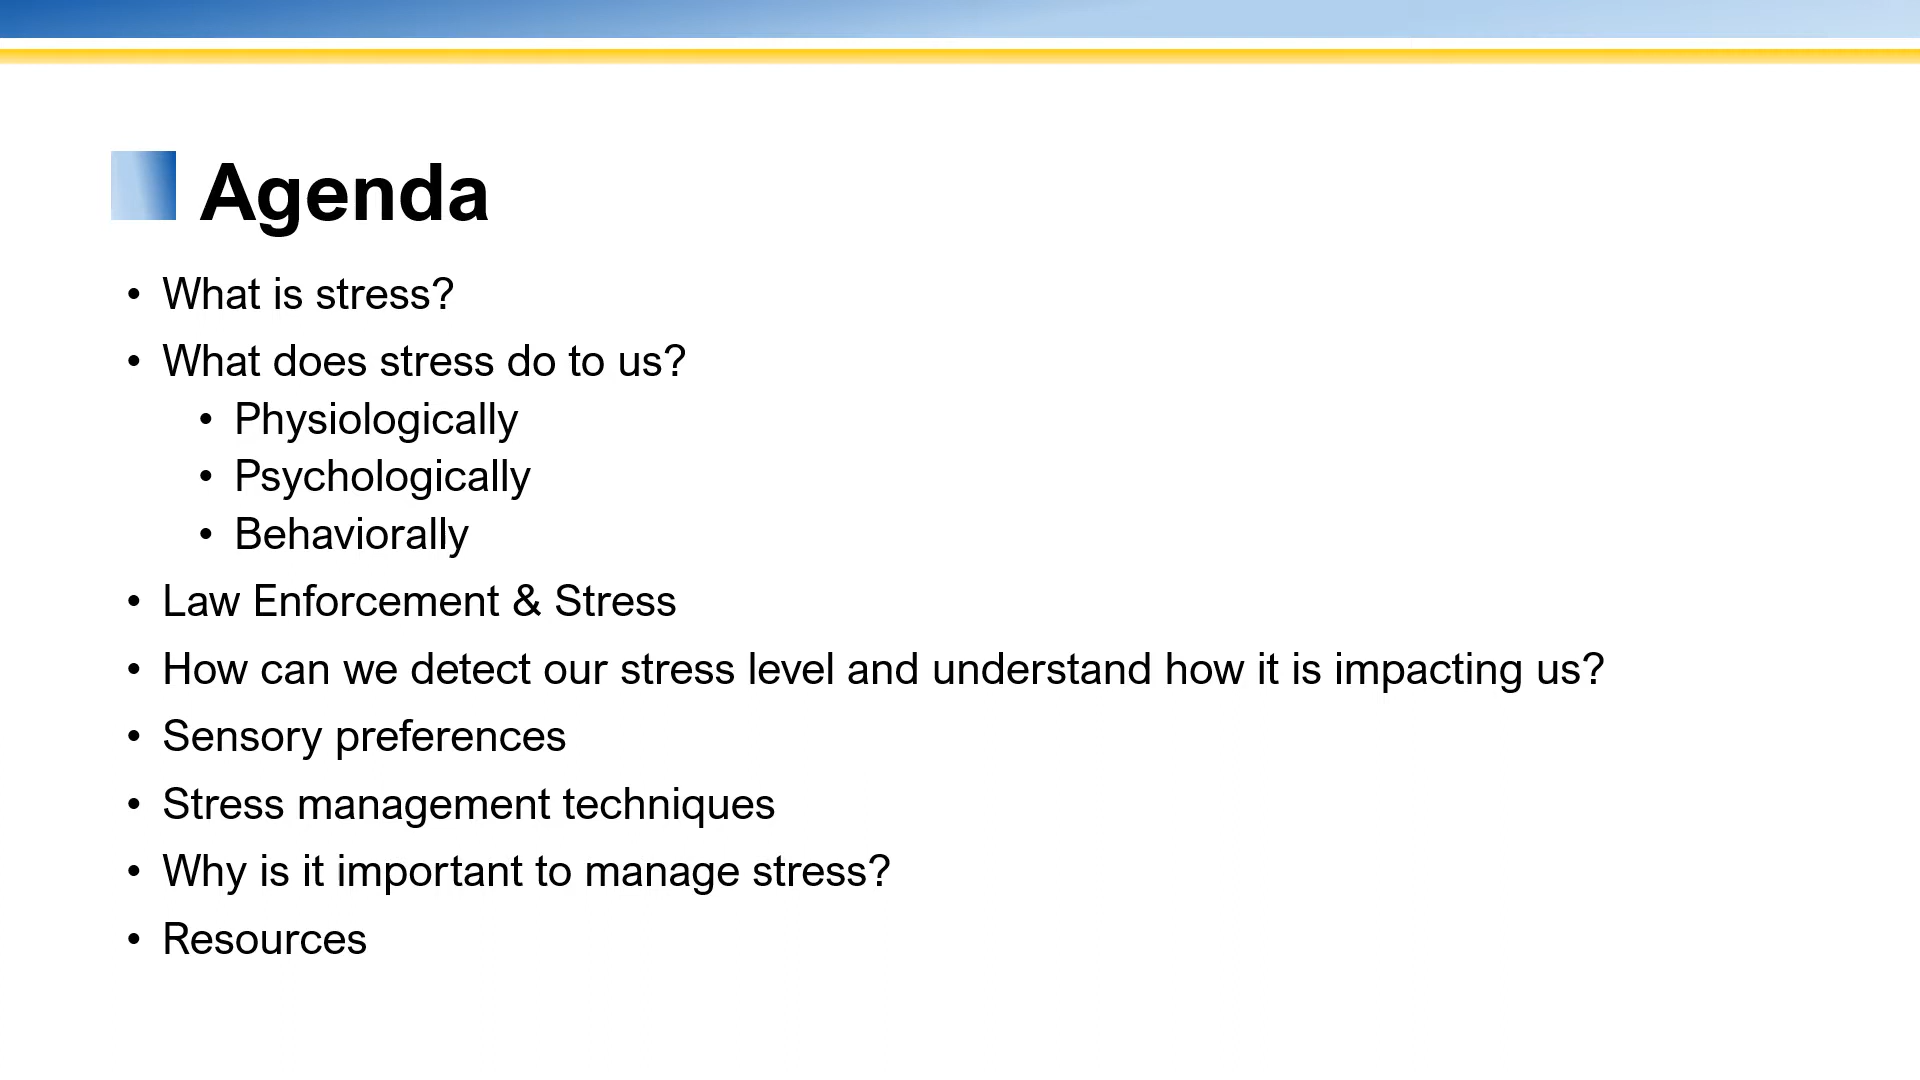 Agenda
• What is stress?
• What does stress do to us?
• Physiologically
• Psychologically
• Behaviorally
• Law Enforcement & Stress
• How can we detect our stress level and understand how it is impacting us?
• Sensory preferences
• Stress management techniques
• Why is it important to manage stress?
• Resources